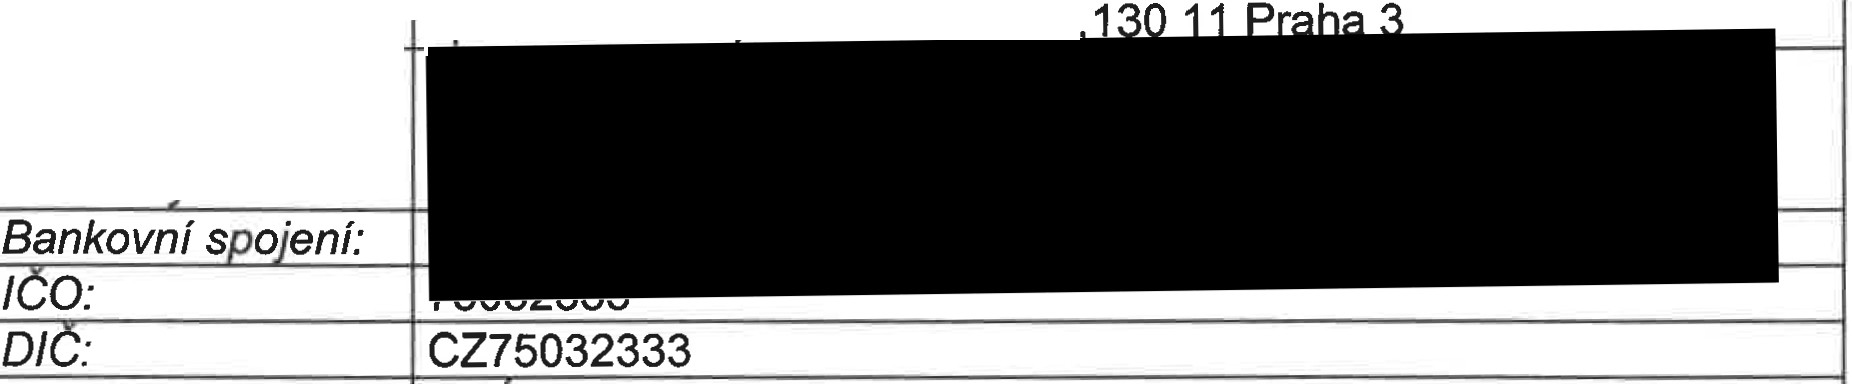 ,130 11 Praha 3
Bankovní spojení:
IČO:
DIČ: CZ75032333